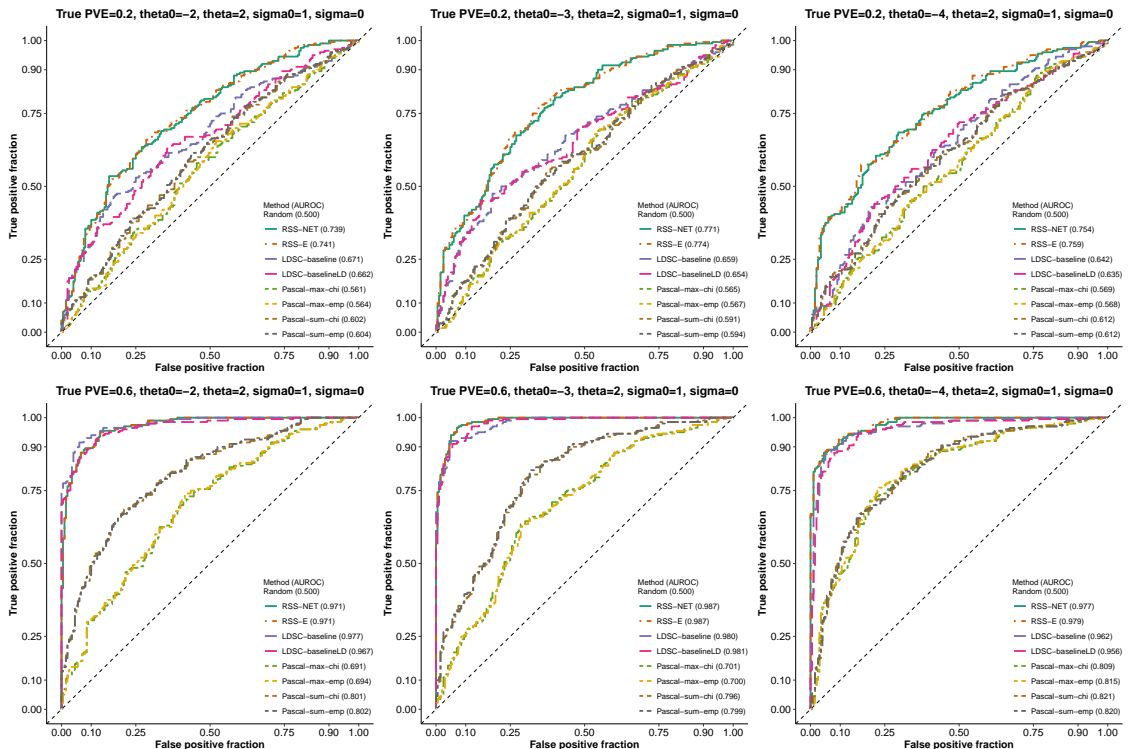 True PVE=0.2, theta0=−2, theta=2, sigma0=1, sigma=0
True positive fraction
1.00
0.90
0.75
0.50
0.25
0.10
0.00
Method (AUROC)
Random (0.500)
RSS−NET (0.739)
RSS−E (0.741)
LDSC−baseline (0.671)
LDSC−baselineLD (0.662)
Pascal−max−chi (0.561)
Pascal−max−emp (0.564)
Pascal−sum−chi (0.602)
Pascal−sum−emp (0.604)
0.00 0.10 0.25 0.50 0.75 0.90 1.00
False positive fraction
True PVE=0.2, theta0=−3, theta=2, sigma0=1, sigma=0
True positive fraction
1.00
0.90
0.75
0.50
0.25
0.10
0.00
Method (AUROC)
Random (0.500)
RSS−NET (0.771)
RSS−E (0.774)
LDSC−baseline (0.659)
LDSC−baselineLD (0.654)
Pascal−max−chi (0.565)
Pascal−max−emp (0.567)
Pascal−sum−chi (0.591)
Pascal−sum−emp (0.594)
0.00 0.10 0.25 0.50 0.75 0.90 1.00
False positive fraction
True PVE=0.2, theta0=−4, theta=2, sigma0=1, sigma=0
True positive fraction
1.00
0.90
0.75
0.50
0.25
0.10
0.00
Method (AUROC)
Random (0.500)
RSS−NET (0.754)
RSS−E (0.759)
LDSC−baseline (0.642)
LDSC−baselineLD (0.635)
Pascal−max−chi (0.569)
Pascal−max−emp (0.568)
Pascal−sum−chi (0.612)
Pascal−sum−emp (0.612)
0.00 0.10 0.25 0.50 0.75 0.90 1.00
False positive fraction
True PVE=0.6, theta0=−2, theta=2, sigma0=1, sigma=0
True positive fraction
1.00
0.90
0.75
0.50
0.25
0.10
0.00
Method (AUROC)
Random (0.500)
RSS−NET (0.971)
RSS−E (0.971)
LDSC−baseline (0.977)
LDSC−baselineLD (0.967)
Pascal−max−chi (0.691)
Pascal−max−emp (0.694)
Pascal−sum−chi (0.801)
Pascal−sum−emp (0.802)
0.00 0.10 0.25 0.50 0.75 0.90 1.00
False positive fraction
True PVE=0.6, theta0=−3, theta=2, sigma0=1, sigma=0
True positive fraction
1.00
0.90
0.75
0.50
0.25
0.10
0.00
Method (AUROC)
Random (0.500)
RSS−NET (0.987)
RSS−E (0.987)
LDSC−baseline (0.980)
LDSC−baselineLD (0.981)
Pascal−max−chi (0.701)
Pascal−max−emp (0.700)
Pascal−sum−chi (0.796)
Pascal−sum−emp (0.799)
0.00 0.10 0.25 0.50 0.75 0.90 1.00
False positive fraction
True PVE=0.6, theta0=−4, theta=2, sigma0=1, sigma=0
True positive fraction
1.00
0.90
0.75
0.50
0.25
0.10
0.00
Method (AUROC)
Random (0.500)
RSS−NET (0.977)
RSS−E (0.979)
LDSC−baseline (0.962)
LDSC−baselineLD (0.956)
Pascal−max−chi (0.809)
Pascal−max−emp (0.815)
Pascal−sum−chi (0.821)
Pascal−sum−emp (0.820)
0.00 0.10 0.25 0.50 0.75 0.90 1.00
False positive fraction